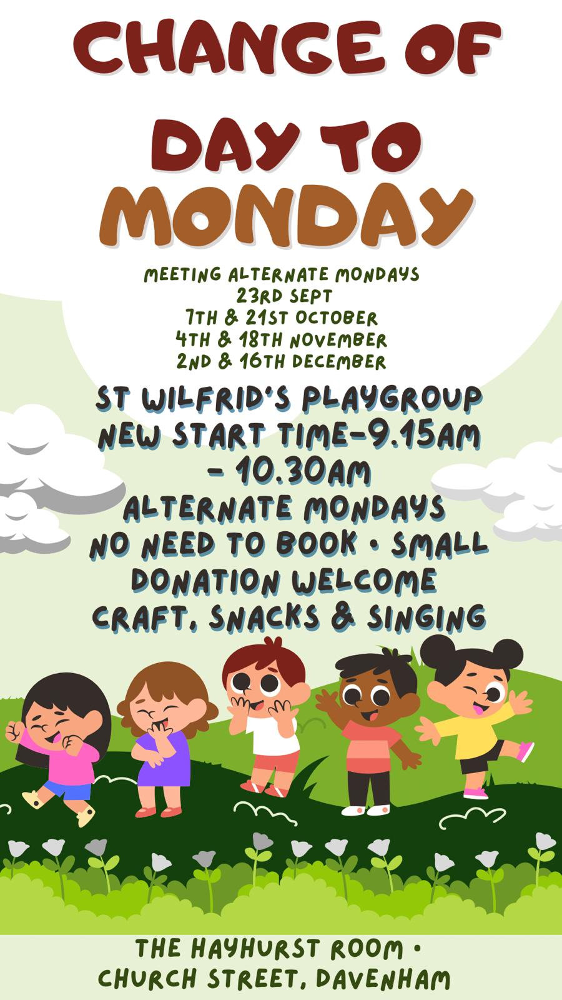 CHANGE OF
DAY TO
MONDAY
MEETING ALTERNATE MONDAYS
23RD SEPT
7TH & 21ST OCTOBER
4TH & 18TH NOVEMBER
2ND & 16TH DECEMBER
ST WILFRID'S PLAYGROUP
NEW START TIME-9.15AM
- 10.30AM
ALTERNATE MONDAYS
NO NEED TO BOOK • SMALL
DONATION WELCOME
CRAFT, SNACKS & SINGING
THE HAYHURST ROOM •
CHURCH STREET, DAVENHAM